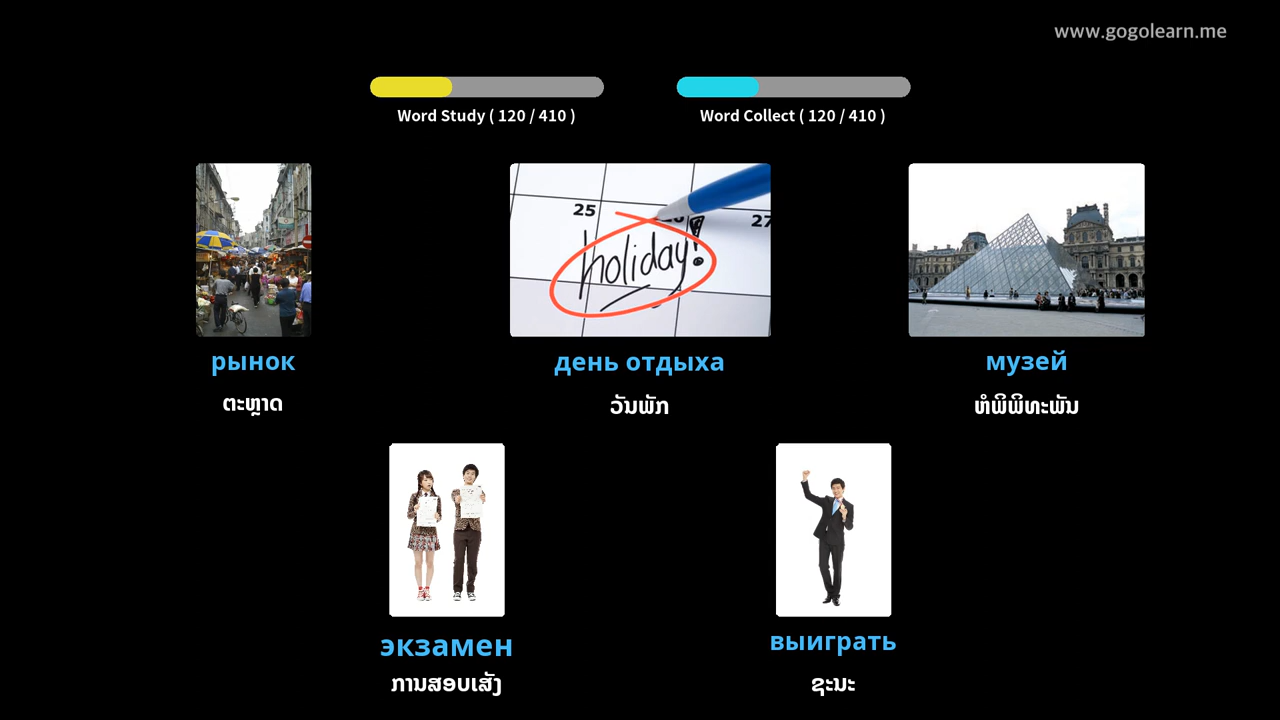 www.gogolearn.me
Word Study ( 120 / 410 )
Word Collect ( 120 / 410 )
25
27
holiday!
рынок
день отдыха
музей
ຕະຫຼາດ
ວັນພັກ
ຫໍພິພິທະພັນ
экзамен
выиграть
ການສອບເສັງ
ຊະນະ